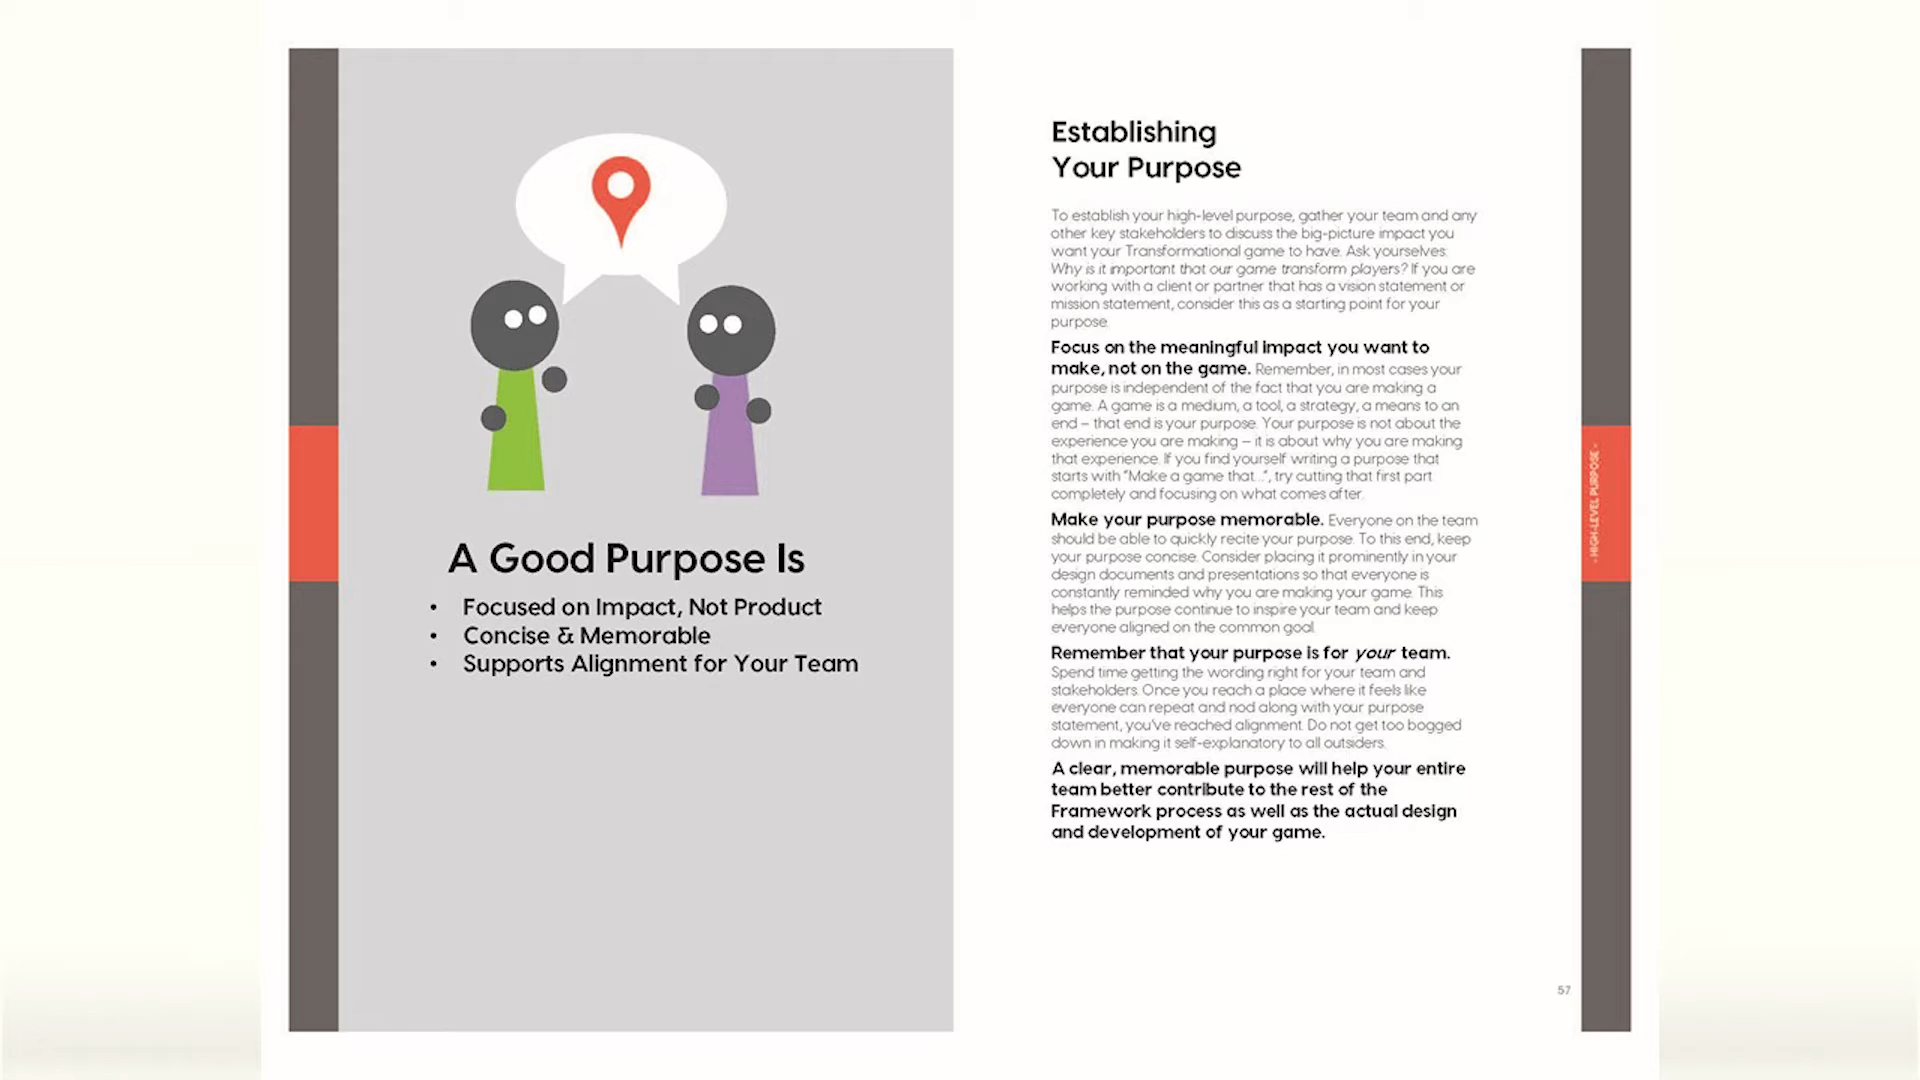 A Good Purpose Is
• Focused on Impact, Not Product
• Concise & Memorable
• Supports Alignment for Your Team
Establishing
Your Purpose
To establish your high-level purpose, gather your team and any
other key stakeholders to discuss the big-picture impact you
want your Transformational game to have. Ask yourselves:
Why is it important that our game transform players? If you are
working with a client or partner that has a vision statement or
mission statement, consider this as a starting point for your
purpose.
Focus on the meaningful impact you want to
make, not on the game. Remember, in most cases your
purpose is independent of the fact that you are making a
game. A game is a medium, a tool, a strategy, a means to an
end – that end is your purpose. Your purpose is not about the
experience you are making – it is about why you are making
that experience. If you find yourself writing a purpose that
starts with “Make a game that...”, try cutting that first part
completely and focusing on what comes after.
Make your purpose memorable. Everyone on the team
should be able to quickly recite your purpose. To this end, keep
your purpose concise. Consider placing it prominently in your
design documents and presentations so that everyone is
constantly reminded why you are making your game. This
helps the purpose continue to inspire your team and keep
everyone aligned on the common goal.
Remember that your purpose is for your team.
Spend time getting the wording right for your team and
stakeholders. Once you reach a place where it feels like
everyone can repeat and nod along with your purpose
statement, you’ve reached alignment. Do not get too bogged
down in making it self-explanatory to all outsiders.
A clear, memorable purpose will help your entire
team better contribute to the rest of the
Framework process as well as the actual design
and development of your game.
- HIGH-LEVEL PURPOSE -
57